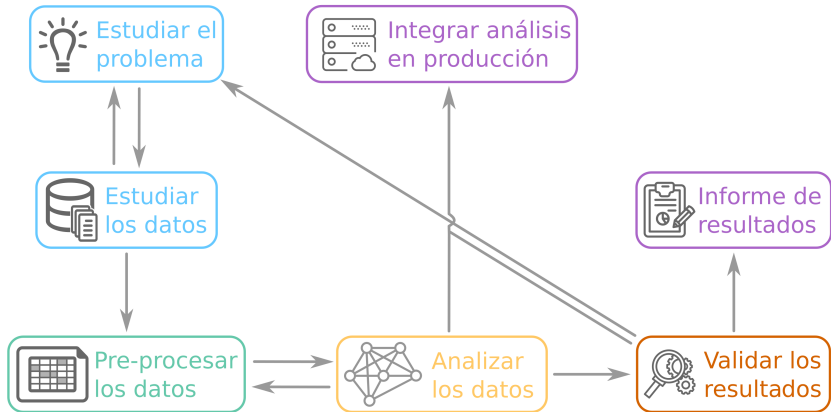 Estudiar el
problema
Integrar análisis
en producción
Estudiar
los datos
Informe de
resultados
Pre-procesar
los datos
Analizar
los datos
Validar los
resultados